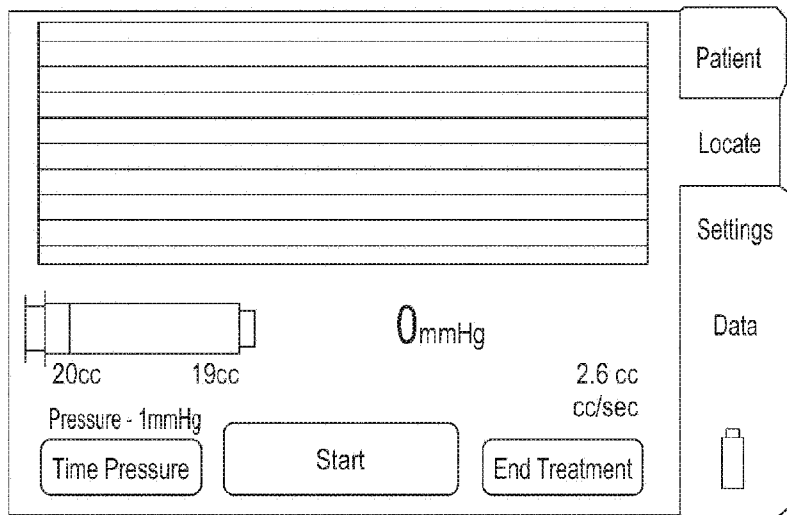 Patient
Locate
Settings
Data
0mmHg
20cc 19cc
2.6 cc
cc/sec
Pressure - 1mmHg
Time Pressure
Start
End Treatment